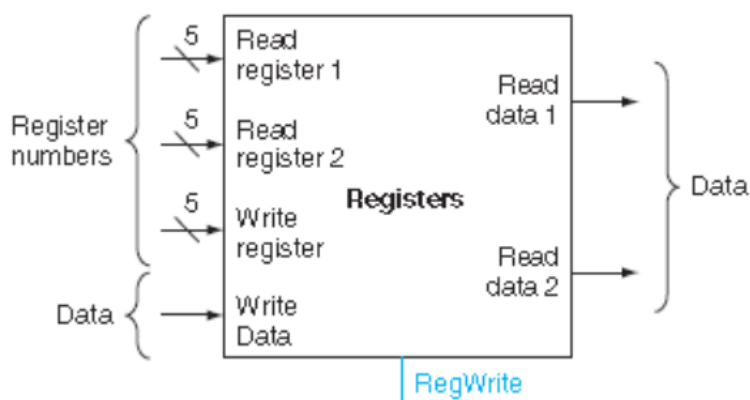 Register
numbers
Data
5
Read
register 1
5
Read
register 2
5
Write
register
Write
Data
Registers
Read
data 1
Read
data 2
Data
RegWrite